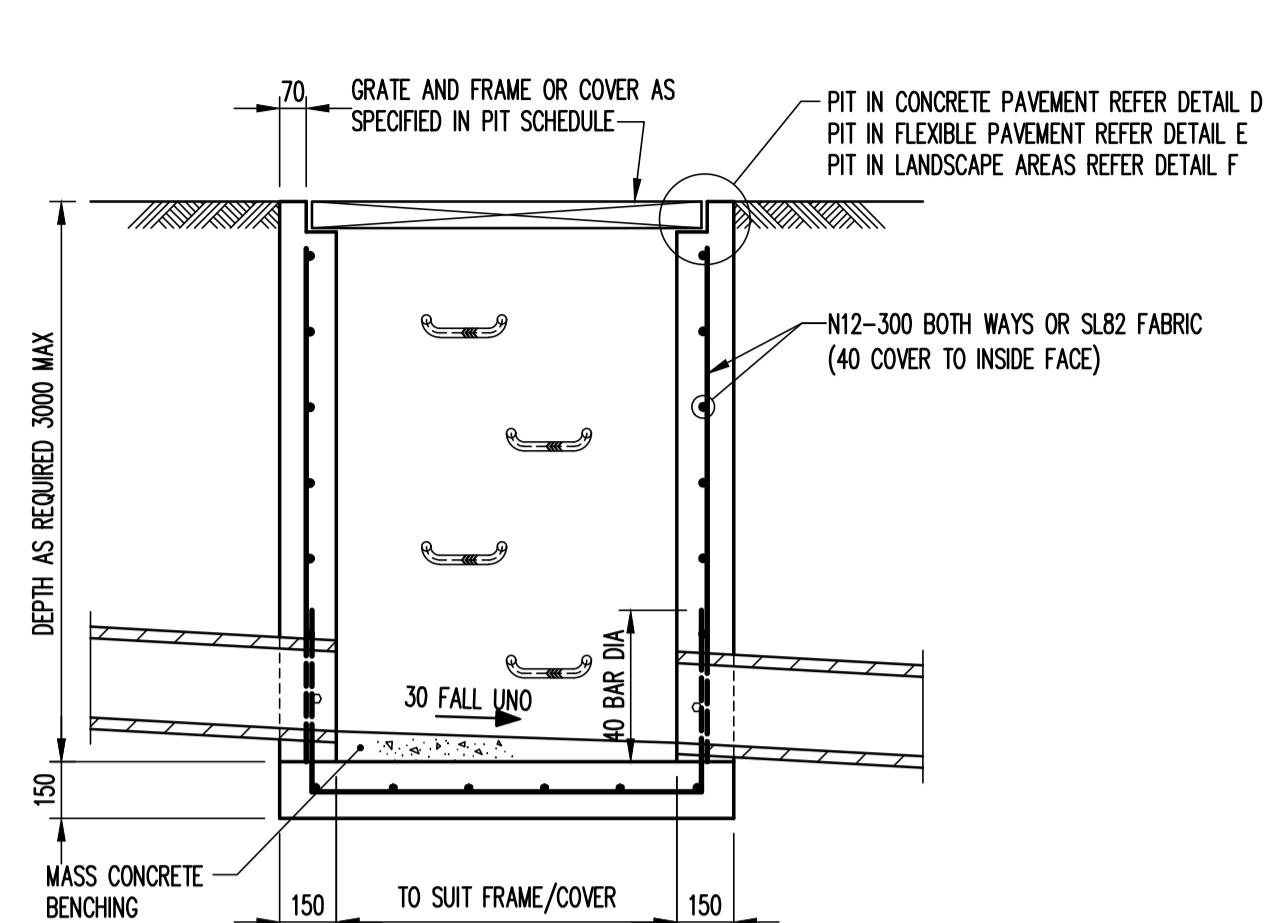 70
GRATE AND FRAME OR COVER AS
SPECIFIED IN PIT SCHEDULE
PIT IN CONCRETE PAVEMENT REFER DETAIL D
PIT IN FLEXIBLE PAVEMENT REFER DETAIL E
PIT IN LANDSCAPE AREAS REFER DETAIL F
N12-300 BOTH WAYS OR SL82 FABRIC
(40 COVER TO INSIDE FACE)
DEPTH AS REQUIRED 3000 MAX
40 BAR DIA
30 FALL UNO
150
MASS CONCRETE
BENCHING
150
TO SUIT FRAME/COVER
150